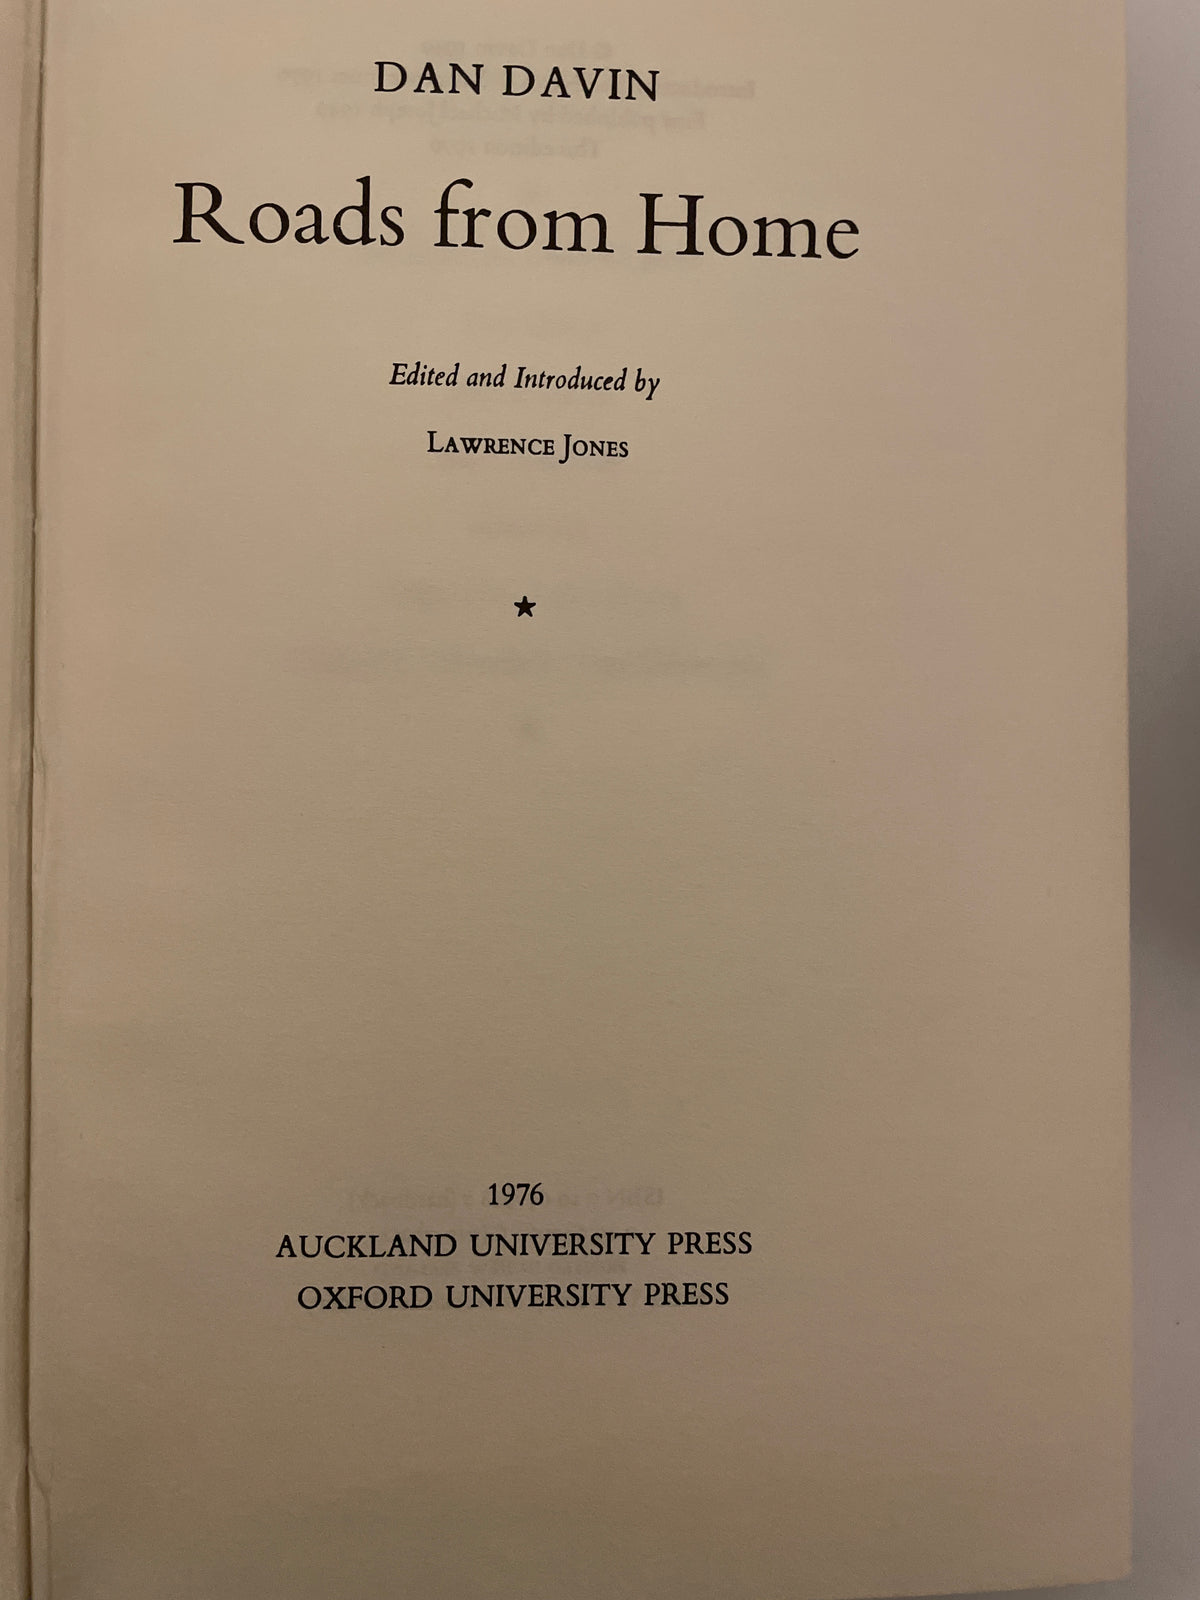 DAN DAVIN
Roads from Home
Edited and Introduced by
LAWRENCE JONES
1976
AUCKLAND UNIVERSITY PRESS
OXFORD UNIVERSITY PRESS